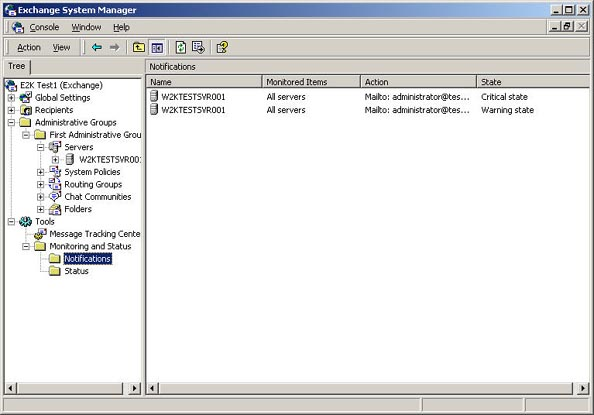 Exchange System Manager
Console Window Help
Action View
Tree
E2K Test1 (Exchange)
Global Settings
Recipients
Administrative Groups
First Administrative Grou
Servers
W2KTESTSVR001
System Policies
Routing Groups
Chat Communities
Folders
Tools
Message Tracking Cente
Monitoring and Status
Notifications
Status
Notifications
Name Monitored Items Action State
W2KTESTSVR001 All servers Mailto: administrator@tes... Critical state
W2KTESTSVR001 All servers Mailto: administrator@tes... Warning state